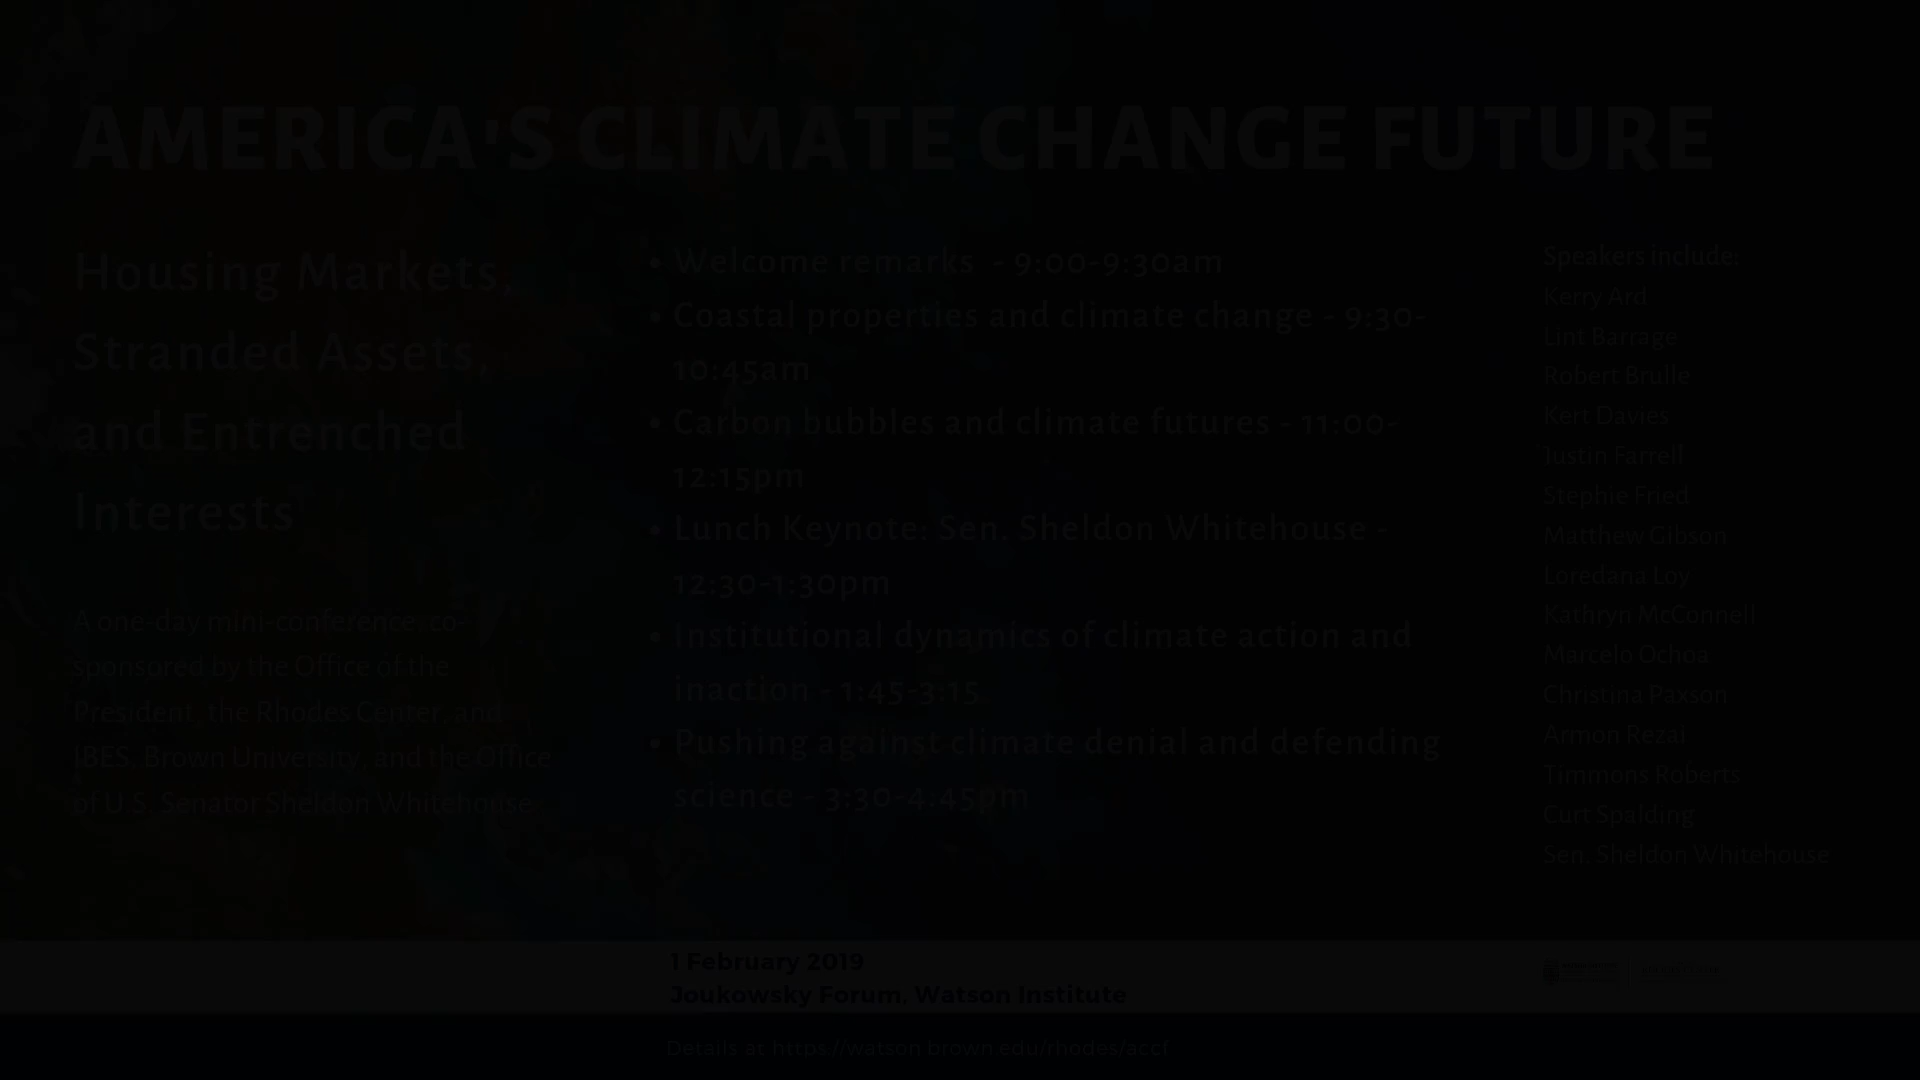 AMERICA'S CLIMATE CHANGE FUTURE
Housing Markets,
Stranded Assets,
and Entrenched
Interests
A one-day mini-conference co-
sponsored by the Office of the
President, the Rhodes Center, and
IBES, Brown University, and the Office
of U.S. Senator Sheldon Whitehouse
• Welcome remarks - 9:00-9:30am
• Coastal properties and climate change - 9:30-
10:45am
• Carbon bubbles and climate futures - 11:00-
12:15pm
• Lunch Keynote: Sen. Sheldon Whitehouse -
12:30-1:30pm
• Institutional dynamics of climate action and
inaction - 1:45-3:15
• Pushing against climate denial and defending
science - 3:30-4:45pm
Speakers include:
Kerry Ard
Lint Barrage
Robert Brulle
Kert Davies
Justin Farrell
Stephie Fried
Matthew Gibson
Loredana Loy
Kathryn McConnell
Marcelo Ochoa
Christina Paxson
Armon Rezai
Timmons Roberts
Curt Spalding
Sen. Sheldon Whitehouse
1 February 2019
Joukowsky Forum, Watson Institute
Details at https://watson.brown.edu/rhodes/accf